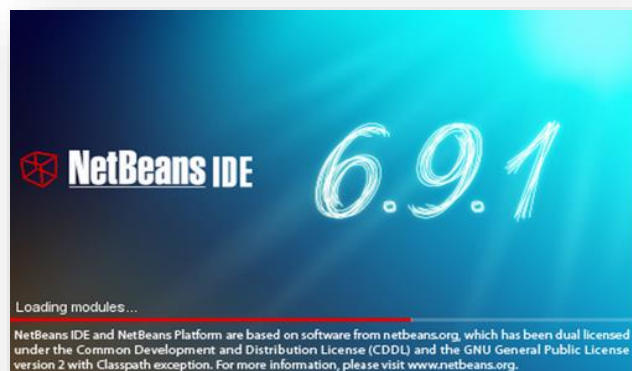 NetBeans IDE 6.9.1
Loading modules...
NetBeans IDE and NetBeans Platform are based on software from netbeans.org, which has been dual licensed
under the Common Development and Distribution License (CDDL) and the GNU General Public License
version 2 with Classpath exception. For more information, please visit www.netbeans.org.